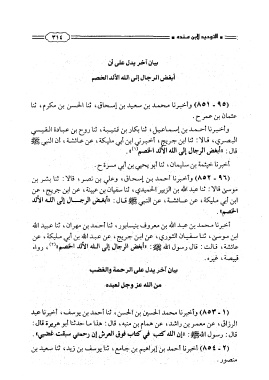 التوحيد لابن منده
٣١٤
بيان آخر يدل على أن
أبغض الرجال إلى الله الألد الخصم
(٩٥ - ٨٥١) وأخبرنا محمد بن سعيد بن إسحاق، ثنا الحسن بن مكرم، ثنا
عثمان بن عمر ح.
وأخبرنا أحمد بن إسماعيل، ثنا بكار بن قتيبة، ثنا روح بن عبادة القيسي
البصري، قالا: ثنا ابن جريج، أخبرني ابن أبي مليكة، عن عائشة، أن النبي ﷺ
قال: «أبغض الرجال إلى الله الألد الخصم»
أخبرنا خيثمة بن سليمان، ثنا أبو يحيى بن أبي مسرة ح.
(٩٦ - ٨٥٢) وأخبرنا أحمد بن إسحاق، وعلي بن نصر، قالا: ثنا بشر بن
موسى قالا: ثنا عبد الله بن الزبير الحميدي، ثنا سفيان بن عيينة، عن ابن جريج، عن
ابن أبي مليكة، عن عائشة، عن النبي ﷺ قال: «أبغض الرجال إلى الله الألد
الخصم».
أخبرنا محمد بن عبد الله بن معروف بنيسابور، ثنا أحمد بن مهران، ثنا عبيد الله
ابن موسى، ثنا سفيان الثوري، عن ابن جريج، عن عبد الله بن أبي مليكة، عن
عائشة، قالت: قال رسول الله ﷺ: «أبغض الرجال إلى الله الألد الخصم» رواه
قبيصة، غيره.
بيان آخر يدل على الرحمة والغضب
من الله عز وجل لعبده
(١ - ٨٥٣) وأخبرنا محمد الحسين بن الحسن، ثنا أحمد بن يوسف، أخبرنا عبد
الرزاق، عن معمر بن راشد، عن همام بن منبه، قال: هذا ما حدثنا أبو هريرة قال:
قال رسول الله ﷺ: «إن الله كتب في كتاب فوق العرش إن رحمتي سبقت غضبي».
(٢ - ٨٥٤) أخبرنا أحمد بن إبراهيم بن جامع، ثنا يوسف بن يزيد، ثنا سعيد بن
منصور.